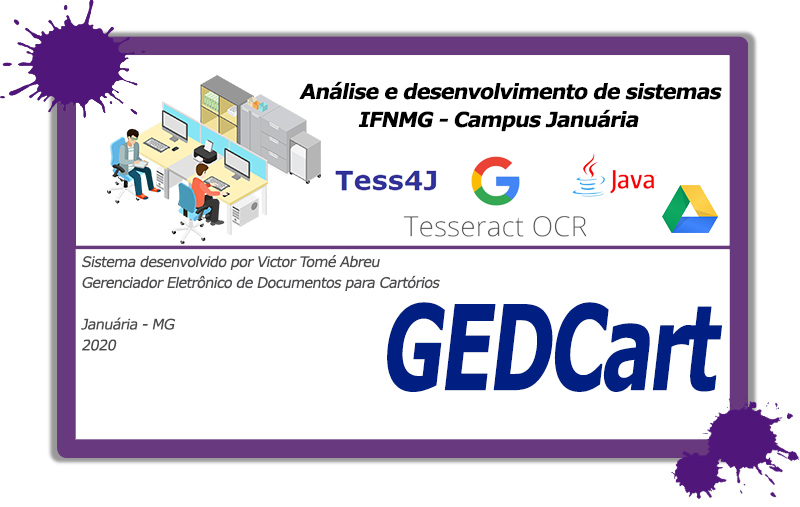 Análise e desenvolvimento de sistemas
IFNMG - Campus Januária
Tess4J
G
Java
Tesseract OCR
Sistema desenvolvido por Victor Tomé Abreu
Gerenciador Eletrônico de Documentos para Cartórios
Januária - MG
2020
GEDCart